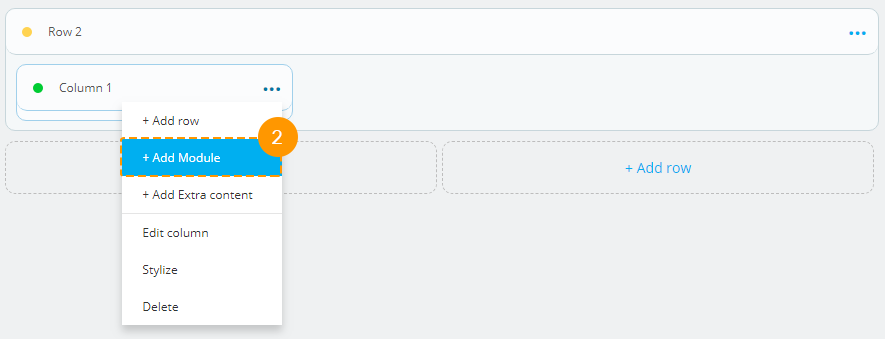 Row 2
•••
Column 1
•••
+ Add row
2
+ Add Module
+ Add row
+ Add Extra content
Edit column
Stylize
Delete